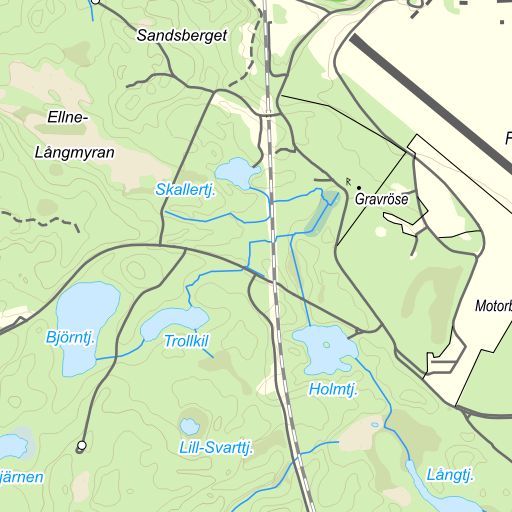 Sandsberget
Ellne-
Långmyran
Skallertj.
Gravröse
Motorb
Björntj.
Trollkil
Holmtj.
Lill-Svarttj.
järnen
Långtj.